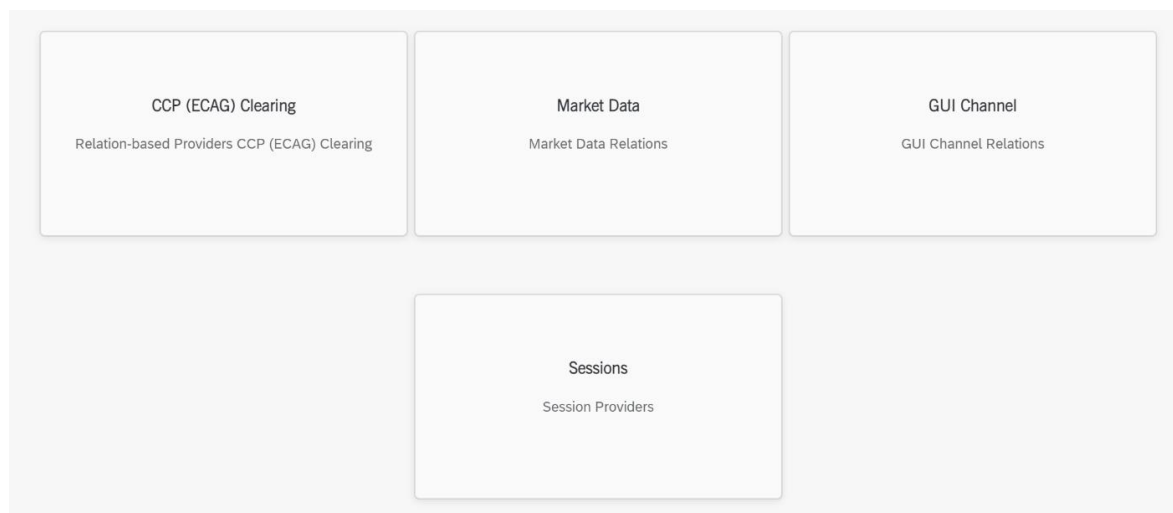 CCP (ECAG) Clearing
Relation-based Providers CCP (ECAG) Clearing
Market Data
Market Data Relations
GUI Channel
GUI Channel Relations
Sessions
Session Providers